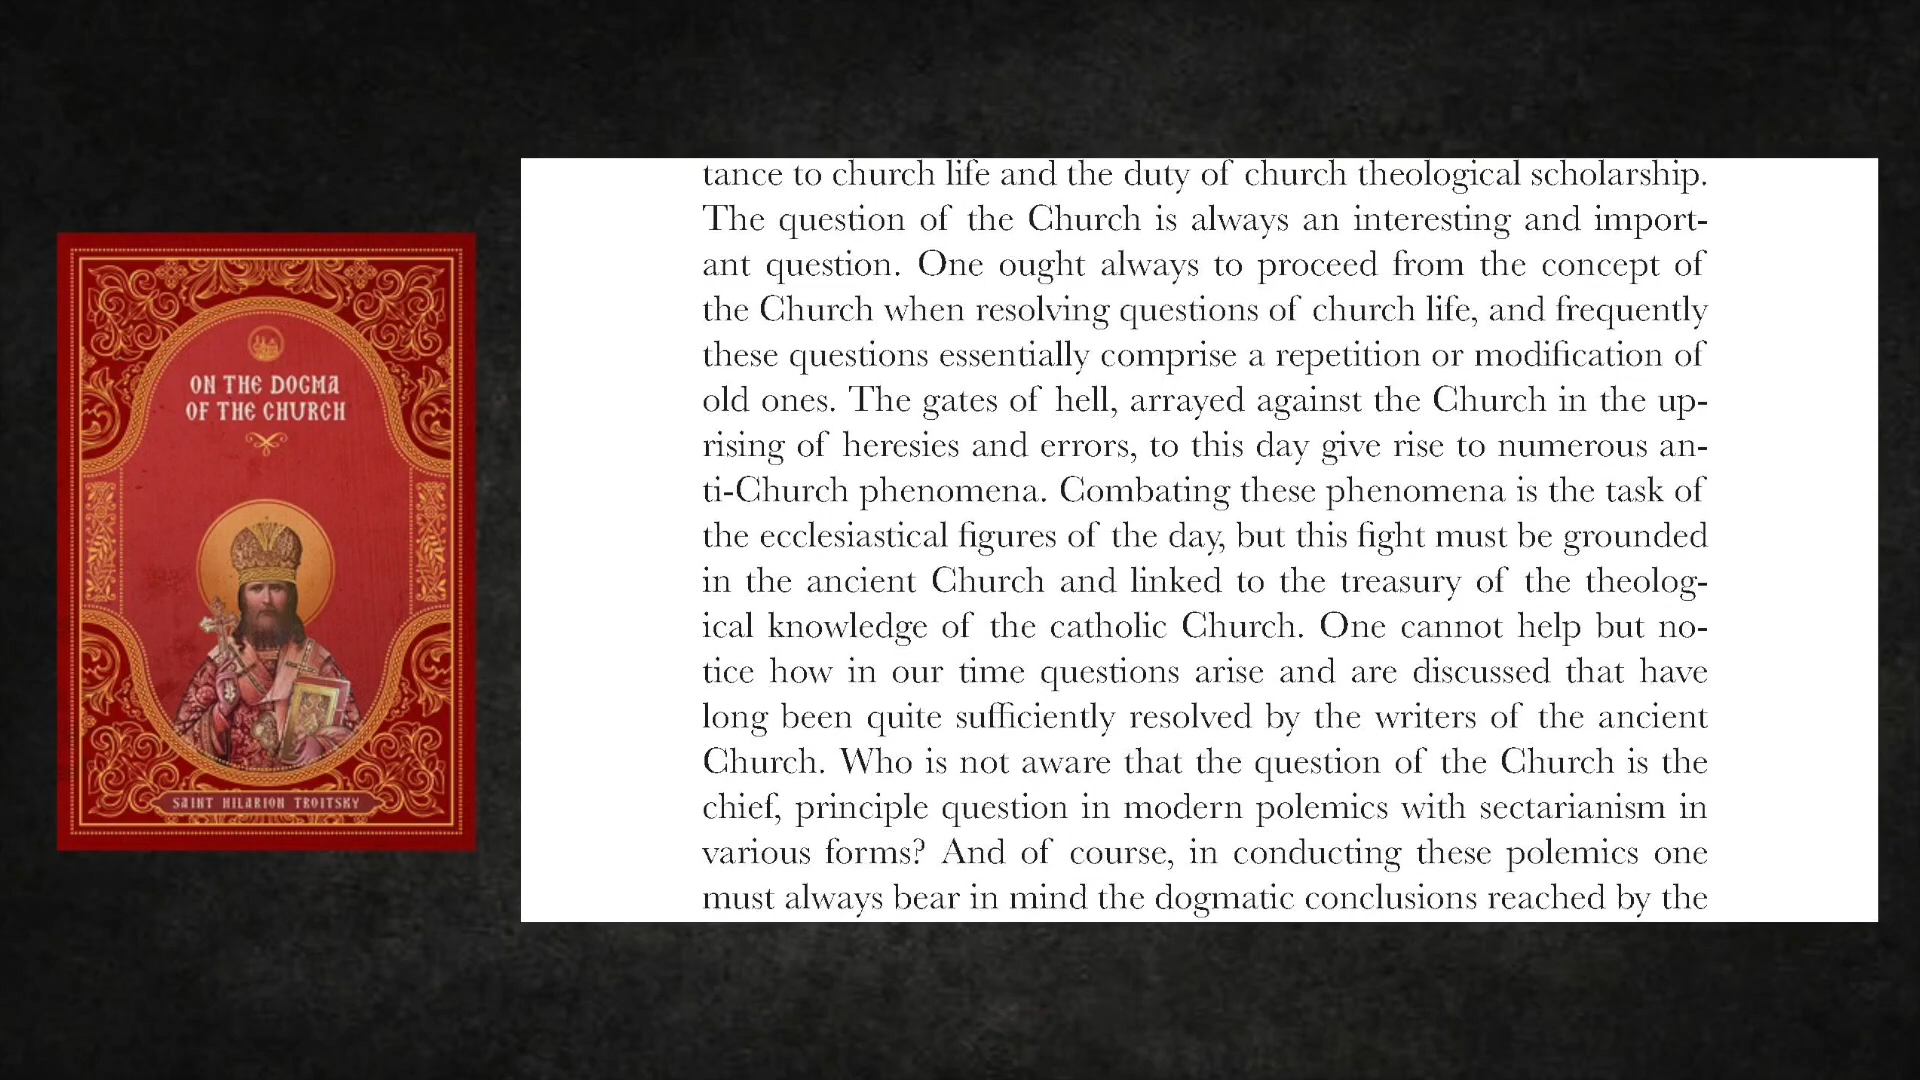 ON THE DOGMA
OF THE CHURCH
SAINT HILARION TROITSKY
tance to church life and the duty of church theological scholarship.
The question of the Church is always an interesting and import-
ant question. One ought always to proceed from the concept of
the Church when resolving questions of church life, and frequently
these questions essentially comprise a repetition or modification of
old ones. The gates of hell, arrayed against the Church in the up-
rising of heresies and errors, to this day give rise to numerous an-
ti-Church phenomena. Combating these phenomena is the task of
the ecclesiastical figures of the day, but this fight must be grounded
in the ancient Church and linked to the treasury of the theolog-
ical knowledge of the catholic Church. One cannot help but no-
tice how in our time questions arise and are discussed that have
long been quite sufficiently resolved by the writers of the ancient
Church. Who is not aware that the question of the Church is the
chief, principle question in modern polemics with sectarianism in
various forms? And of course, in conducting these polemics one
must always bear in mind the dogmatic conclusions reached by the